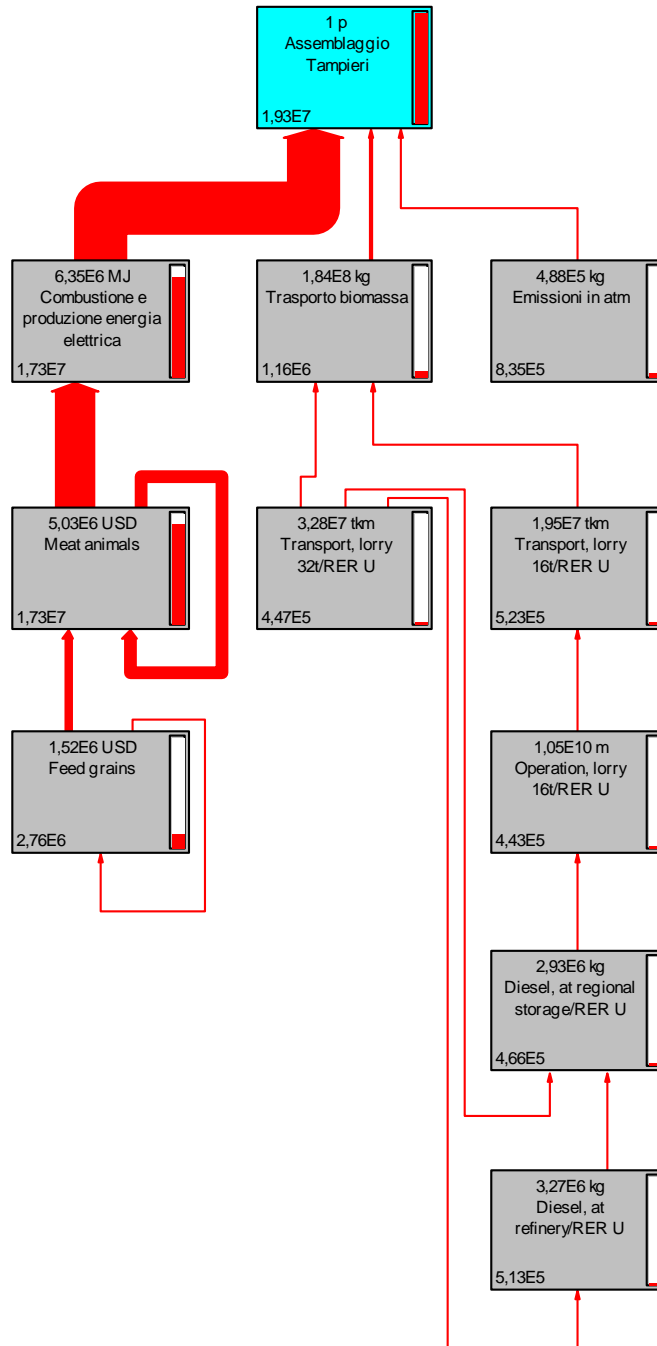 1 p
Assemblaggio
Tampieri
1,93E7
6,35E6 MJ
Combustione e
produzione energia
elettrica
1,73E7
1,84E8 kg
Trasporto biomassa
1,16E6
4,88E5 kg
Emissioni in atm
8,35E5
5,03E6 USD
Meat animals
1,73E7
3,28E7 tkm
Transport, lorry
32t/RER U
4,47E5
1,95E7 tkm
Transport, lorry
16t/RER U
5,23E5
1,52E6 USD
Feed grains
2,76E6
1,05E10 m
Operation, lorry
16t/RER U
4,43E5
2,93E6 kg
Diesel, at regional
storage/RER U
4,66E5
3,27E6 kg
Diesel, at
refinery/RER U
5,13E5